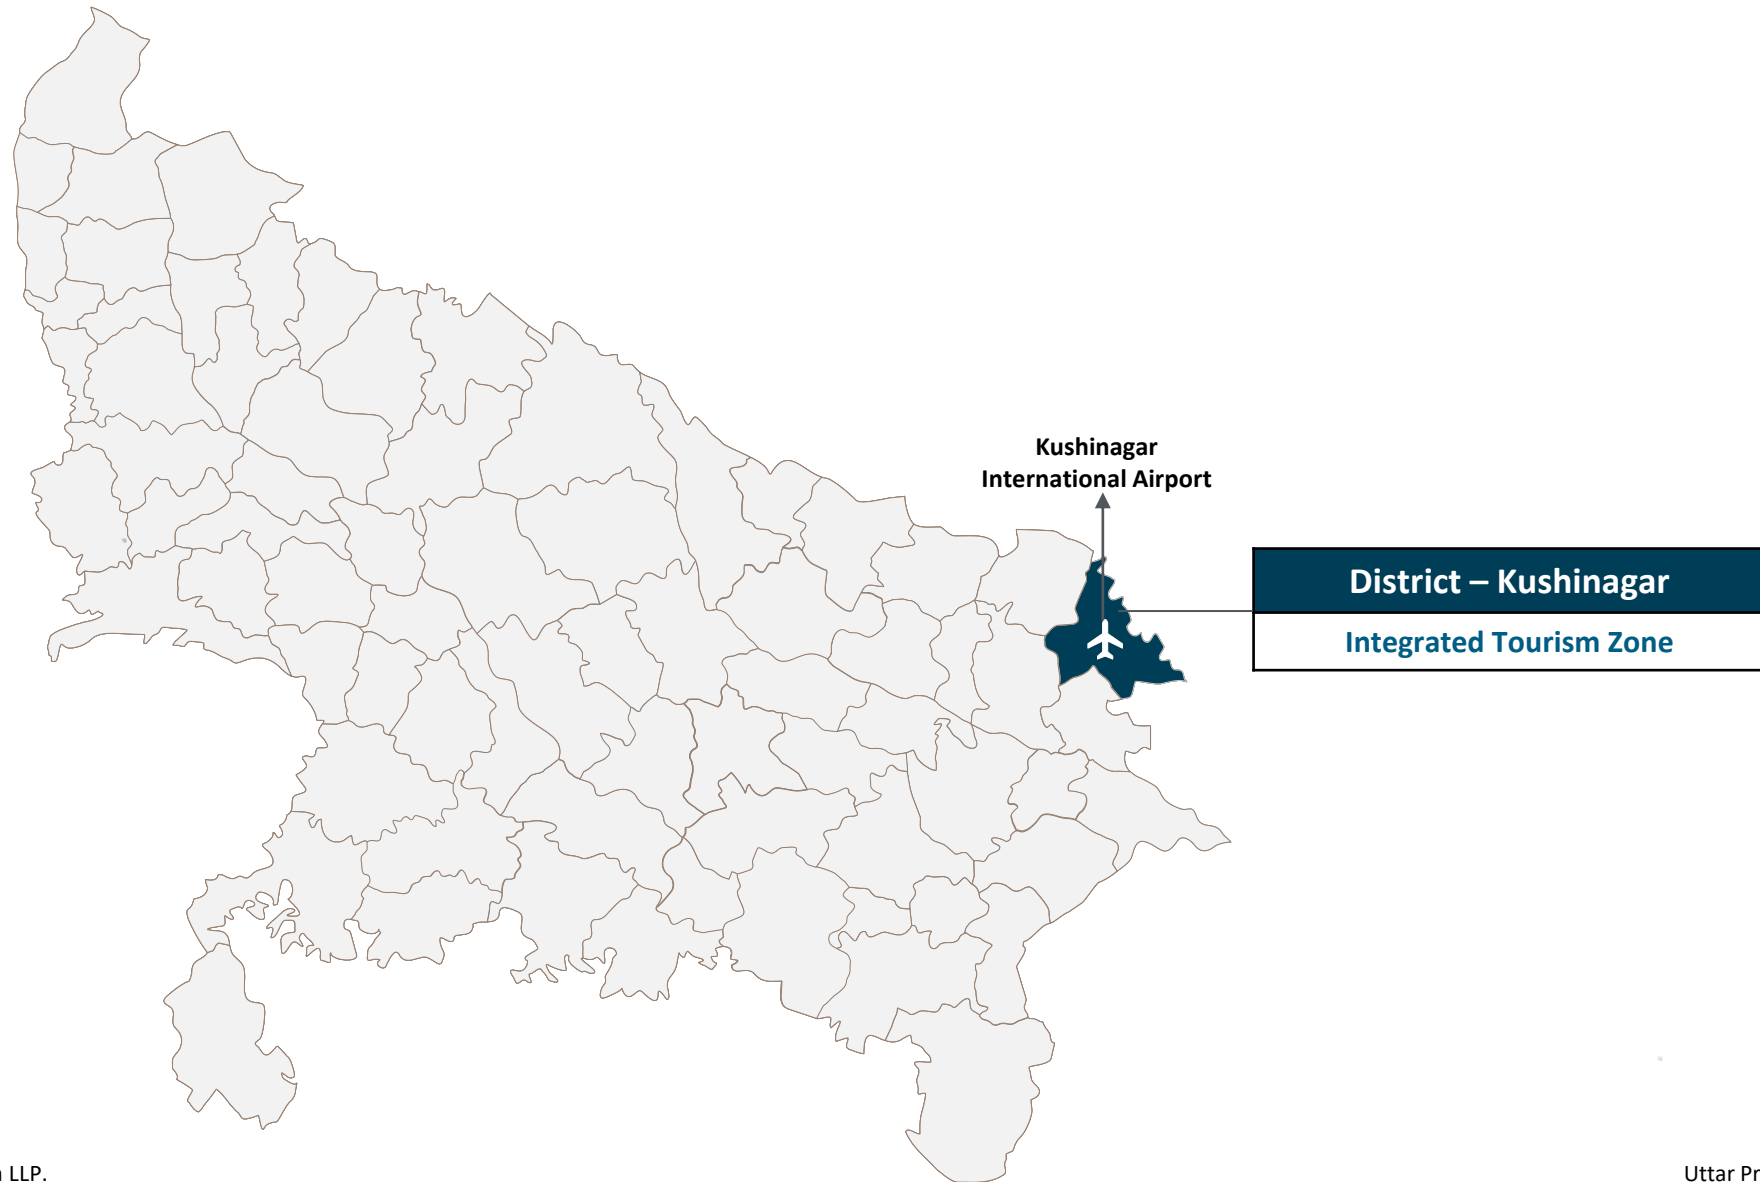 Kushinagar
International Airport
District – Kushinagar
Integrated Tourism Zone
LLP.
Uttar Pr